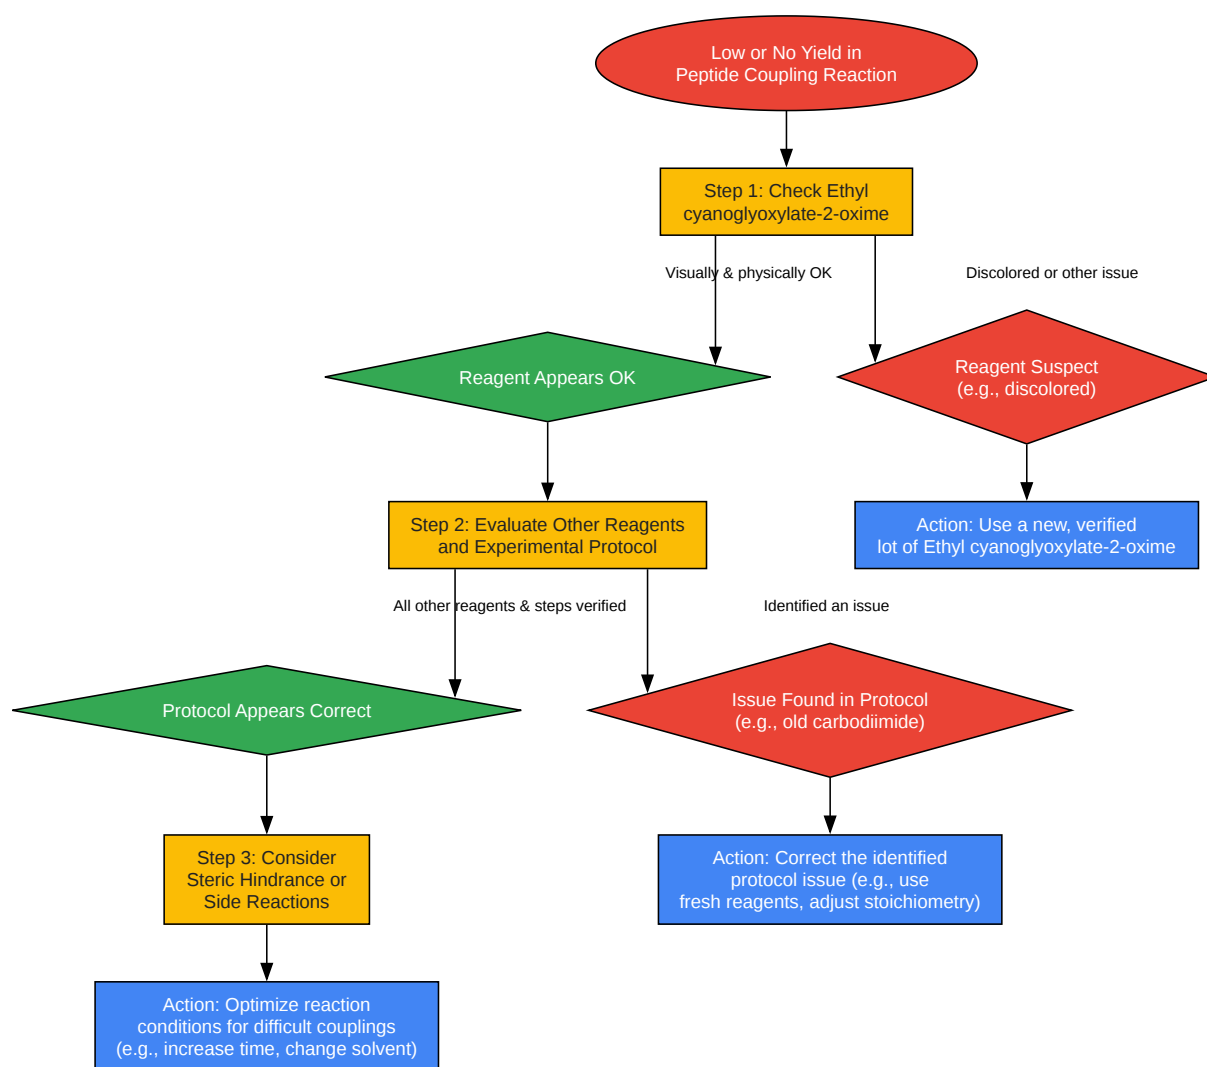 Low or No Yield in
Peptide Coupling Reaction
Step 1: Check Ethyl
cyanoglyoxylate-2-oxime
Visually & physically OK
Discolored or other issue
Reagent Appears OK
Reagent Suspect
(e.g., discolored)
Step 2: Evaluate Other Reagents
and Experimental Protocol
Action: Use a new, verified
lot of Ethyl cyanoglyoxylate-2-oxime
All other reagents & steps verified
Identified an issue
Protocol Appears Correct
Issue Found in Protocol
(e.g., old carbodiimide)
Step 3: Consider
Steric Hindrance or
Side Reactions
Action: Correct the identified
protocol issue (e.g., use
fresh reagents, adjust stoichiometry)
Action: Optimize reaction
conditions for difficult couplings
(e.g., increase time, change solvent)